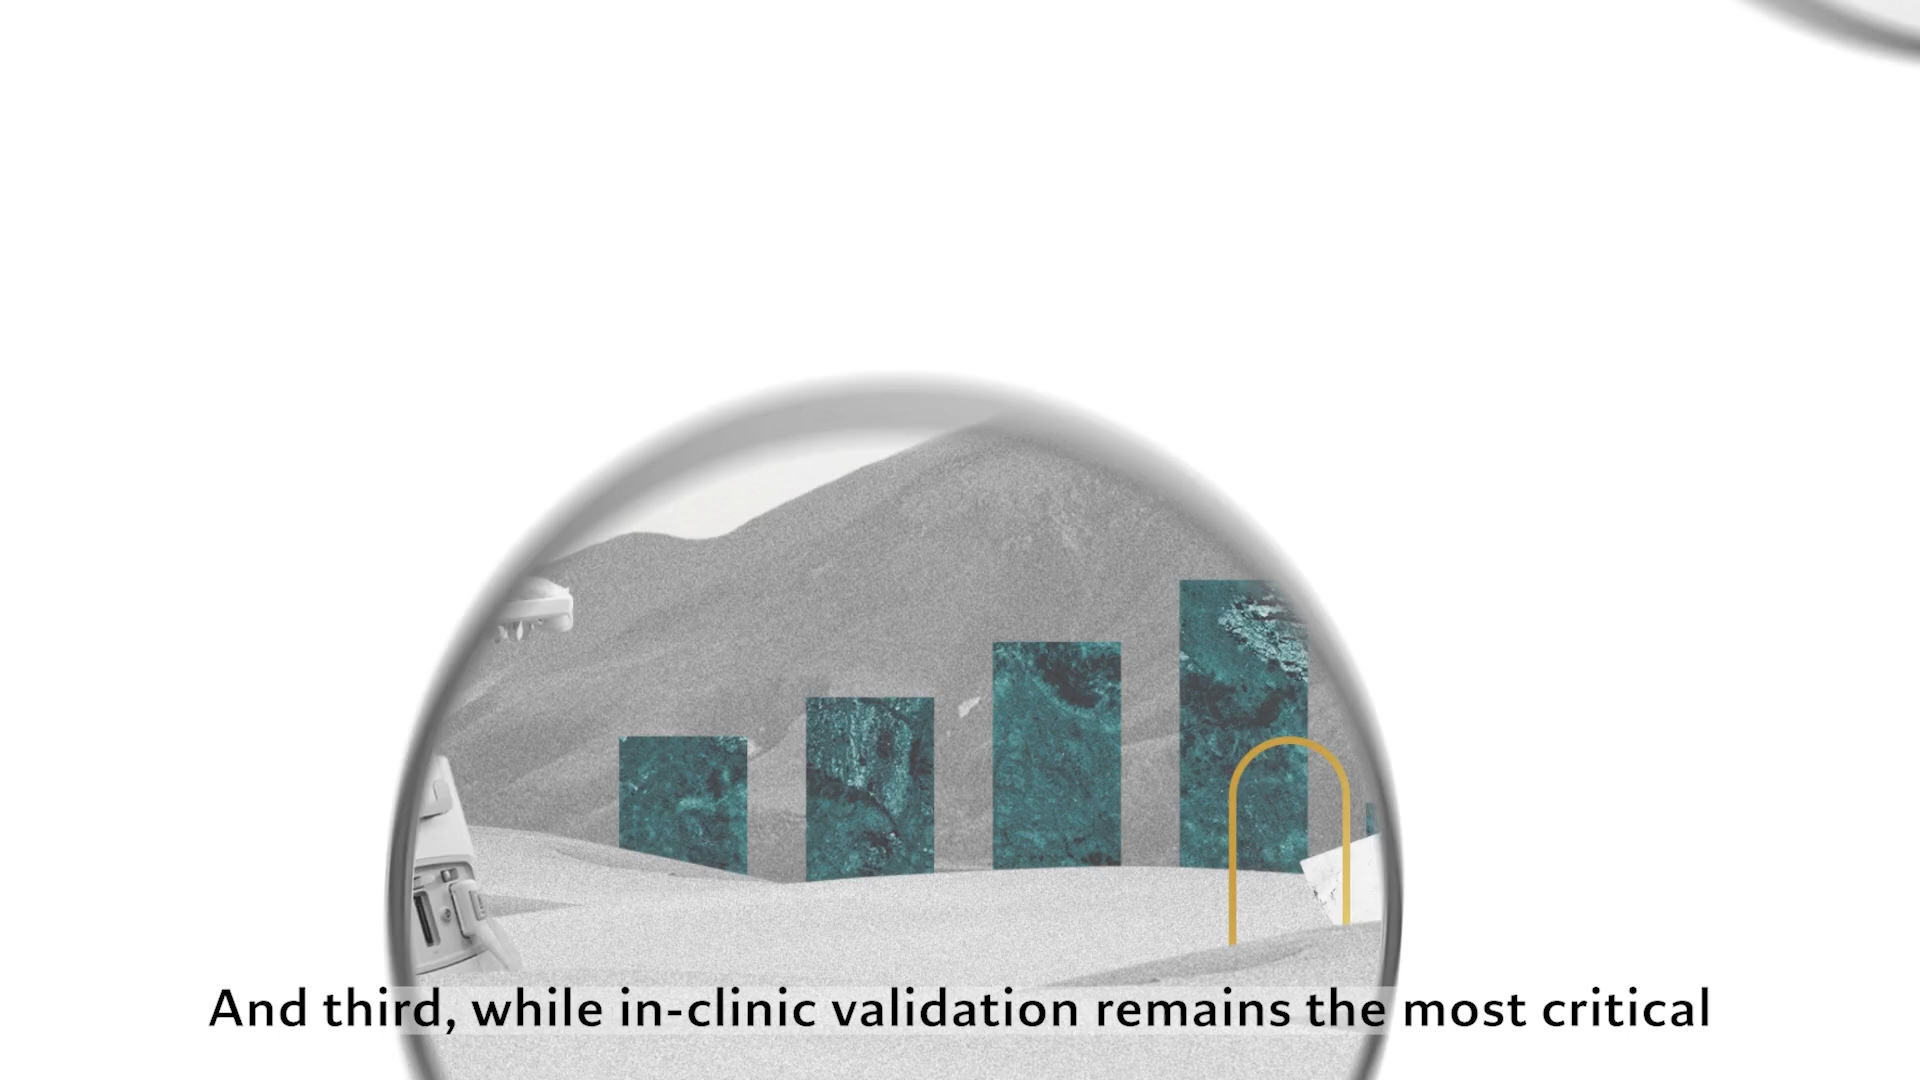 And third, while in-clinic validation remains the most critical